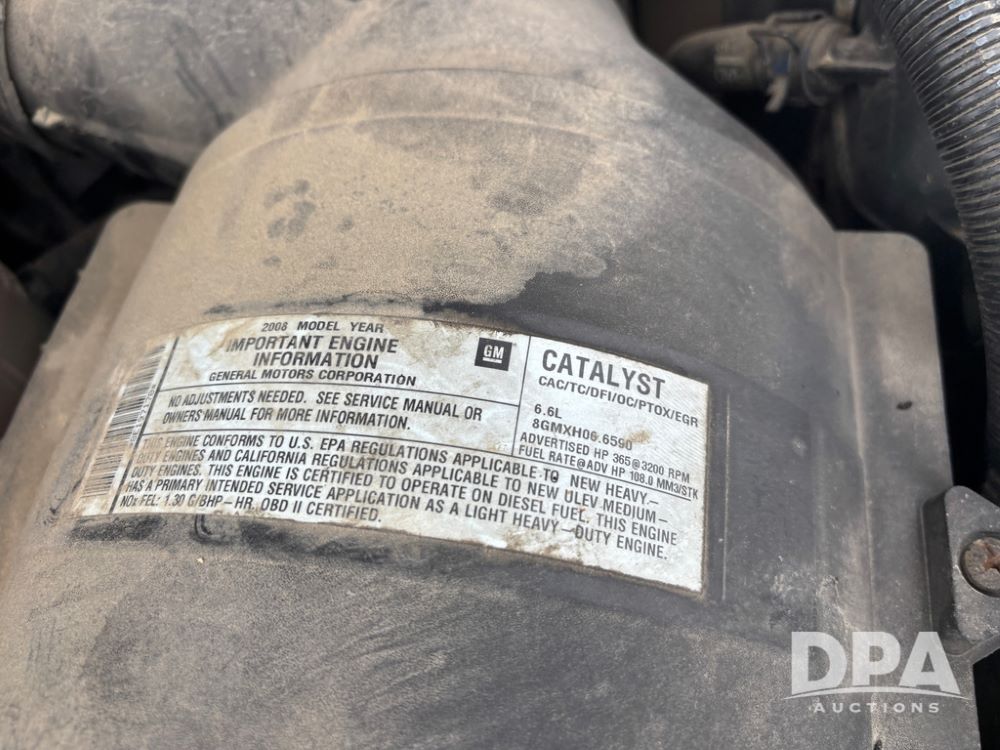 2008 MODEL YEAR
IMPORTANT ENGINE
INFORMATION
GENERAL MOTORS CORPORATION
GM
NO ADJUSTMENTS NEEDED. SEE SERVICE MANUAL OR
OWNERS MANUAL FOR MORE INFORMATION.
CATALYST
CAC/TC/DFI/OC/PTOX/EGR
6.6L
8GMXH06.6590
ADVERTISED HP 365@3200 RPM
FUEL RATE@ADV HP 108.0 MM3/STK
THIS ENGINE CONFORMS TO U.S. EPA REGULATIONS APPLICABLE TO NEW HEAVY-
DUTY ENGINES AND CALIFORNIA REGULATIONS APPLICABLE TO NEW ULEV MEDIUM-
DUTY ENGINES. THIS ENGINE IS CERTIFIED TO OPERATE ON DIESEL FUEL. THIS ENGINE
HAS A PRIMARY INTENDED SERVICE APPLICATION AS A LIGHT HEAVY-DUTY ENGINE.
NOx FEL: 1.30 G/BHP-HR. OBD II CERTIFIED.
DPA
AUCTIONS